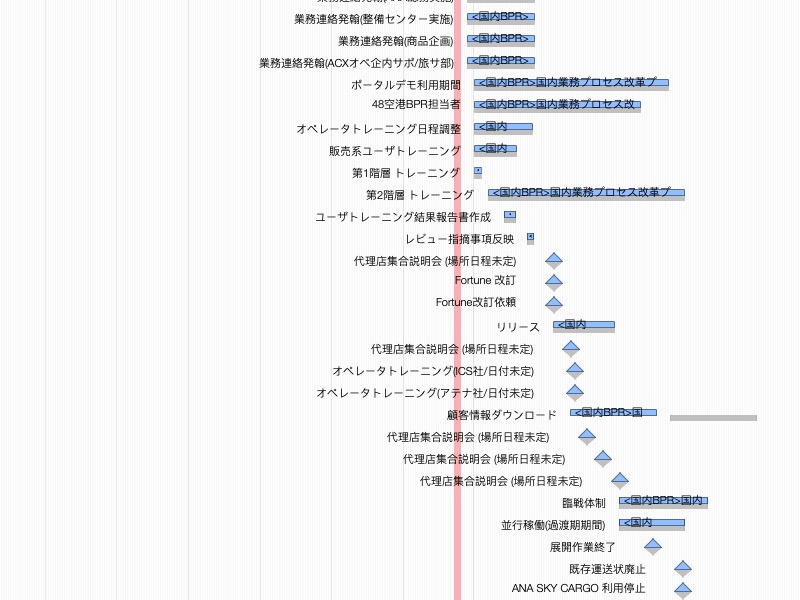 業務連絡発翰(整備センター実施) <国内BPR>
業務連絡発翰(商品企画) <国内BPR>
業務連絡発翰(ACXオペ企内サポ/旅サ部) <国内BPR>
ポータルデモ利用期間 <国内BPR>国内業務プロセス改革プ
48空港BPR担当者 <国内BPR>国内業務プロセス改
オペレータトレーニング日程調整 <国内
販売系ユーザトレーニング <国内
第1階層 トレーニング
第2階層 トレーニング <国内BPR>国内業務プロセス改革プ
ユーザトレーニング結果報告書作成
レビュー指摘事項反映
代理店集合説明会 (場所日程未定)
Fortune 改訂
Fortune改訂依頼
リリース <国内
代理店集合説明会 (場所日程未定)
オペレータトレーニング(ICS社/日付未定)
オペレータトレーニング(アテナ社/日付未定)
顧客情報ダウンロード <国内BPR>国
代理店集合説明会 (場所日程未定)
代理店集合説明会 (場所日程未定)
代理店集合説明会 (場所日程未定)
臨戦体制 <国内BPR>国内
並行稼働(過渡期期間) <国内
展開作業終了
既存運送状廃止
ANA SKY CARGO 利用停止